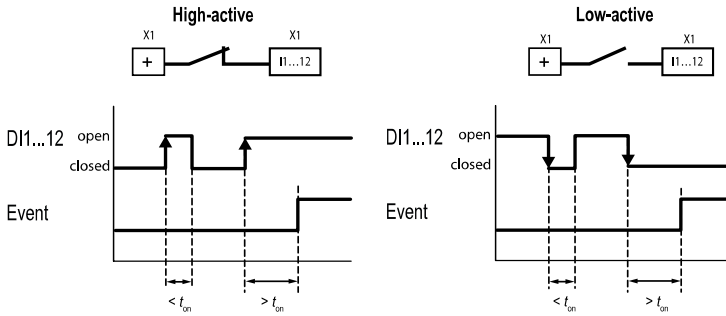 High-active
X1 X1
+ I1...12
DI1...12 open
closed
Event
< ton > ton
Low-active
X1 X1
+ I1...12
DI1...12 open
closed
Event
< ton > ton